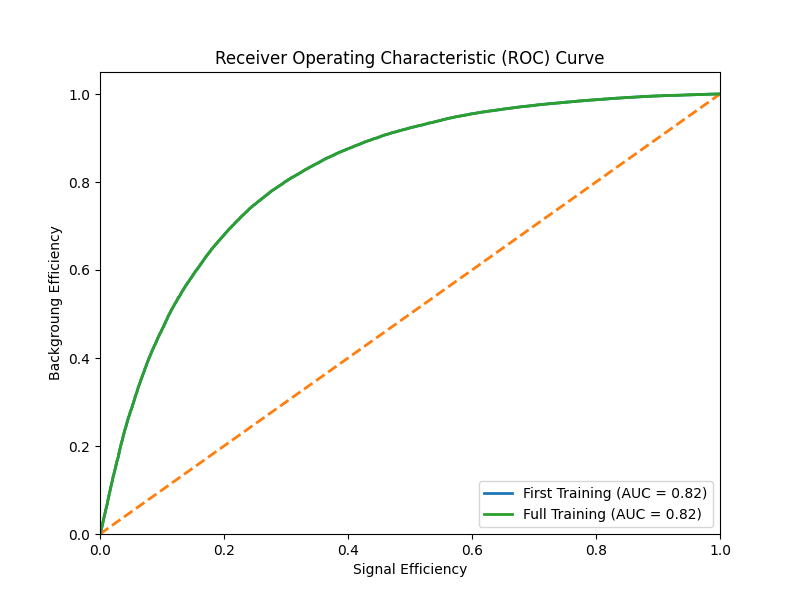 Receiver Operating Characteristic (ROC) Curve
1.0
0.8
0.6
0.4
0.2
0.0
Backgroung Efficiency
First Training (AUC = 0.82)
Full Training (AUC = 0.82)
0.0 0.2 0.4 0.6 0.8 1.0
Signal Efficiency